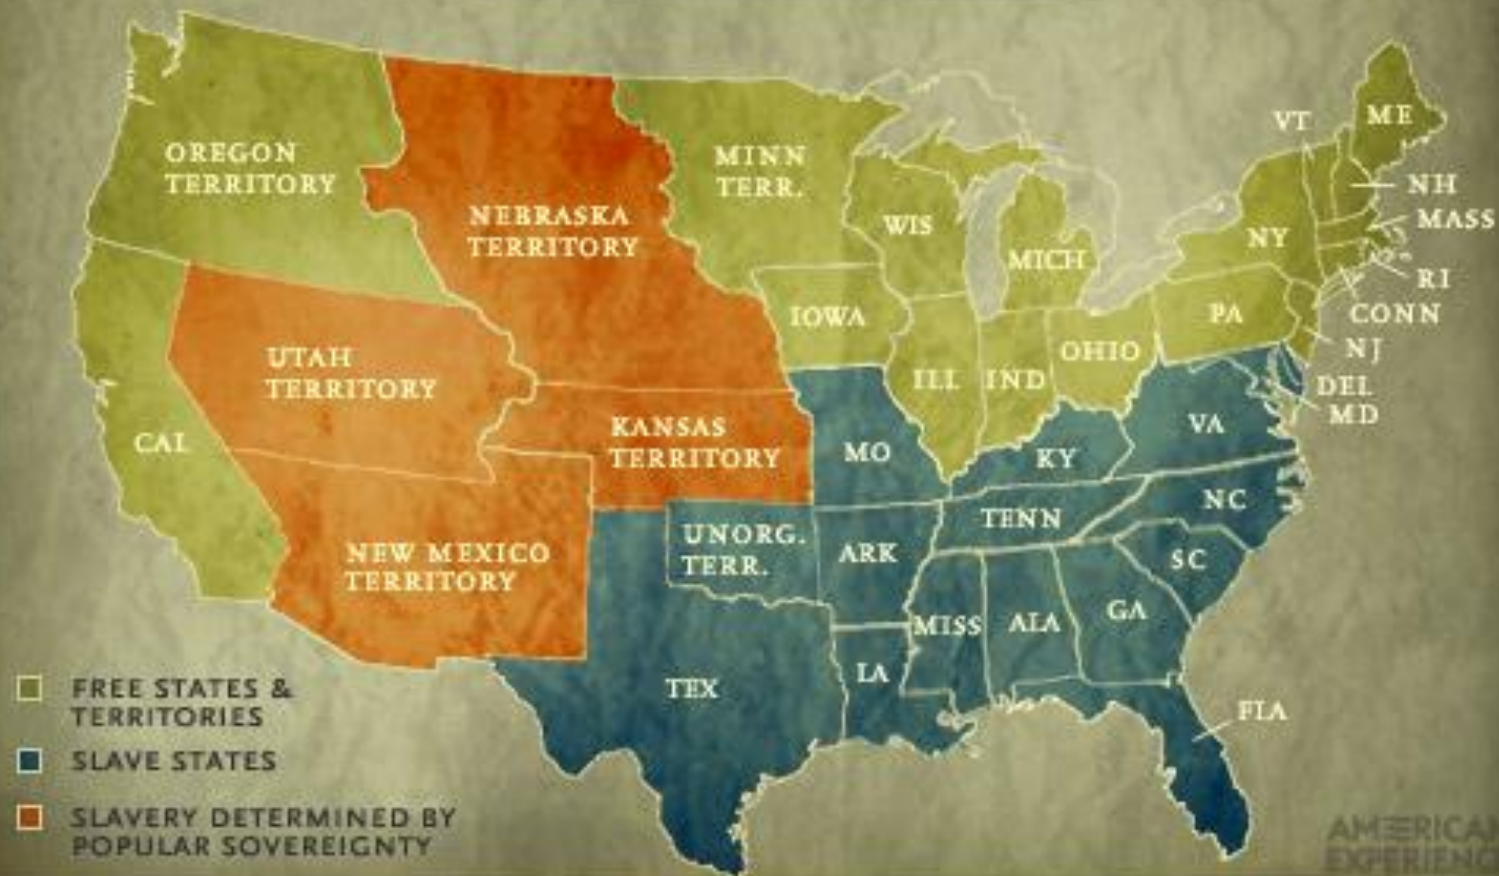 OREGON
TERRITORY
NEBRASKA
TERRITORY
MINN
TERR.
WIS
MICH
VT
ME
NH
MASS
NY
RI
CONN
NJ
PA
DEL
MD
IOWA
ILL
IND
OHIO
UTAH
TERRITORY
CAL
KANSAS
TERRITORY
MO
KY
VA
NC
TENN
NEW MEXICO
TERRITORY
UNORG.
TERR.
ARK
SC
MISS
ALA
GA
LA
TEX
FLA
FREE STATES &
TERRITORIES
SLAVE STATES
SLAVERY DETERMINED BY
POPULAR SOVEREIGNTY
AMERICAN
EXPERIENC